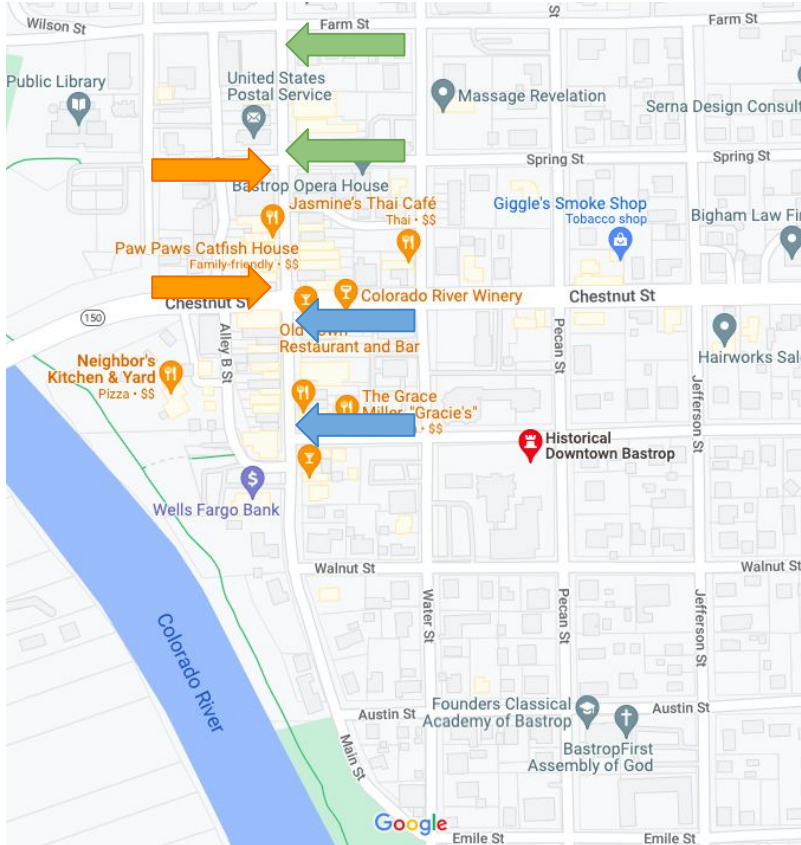 Wilson St
Farm St
St
Farm St
Public Library
United States
Postal Service
Massage Revelation
Serna Design Consult
Spring St
Spring St
Bastrop Opera House
Jasmine's Thai Café
Thai • $$
Giggle's Smoke Shop
Tobacco shop
Bigham Law Fi
Paw Paws Catfish House
Family-friendly • $$
Chestnut S
Colorado River Winery
Chestnut St
150
Old Town
Restaurant and Bar
Alley B St
Pecan St
Hairworks Sal
Neighbor's
Kitchen & Yard
Pizza • $$
The Grace
Miller, "Gracie's"
$$
Jefferson St
Historical
Downtown Bastrop
Wells Fargo Bank
Walnut St
Walnut St
Water St
Pecan St
Jefferson St
Colorado River
Founders Classical
Academy of Bastrop
Austin St
Austin St
BastropFirst
Assembly of God
Main St
Google
Emile St
Emile St